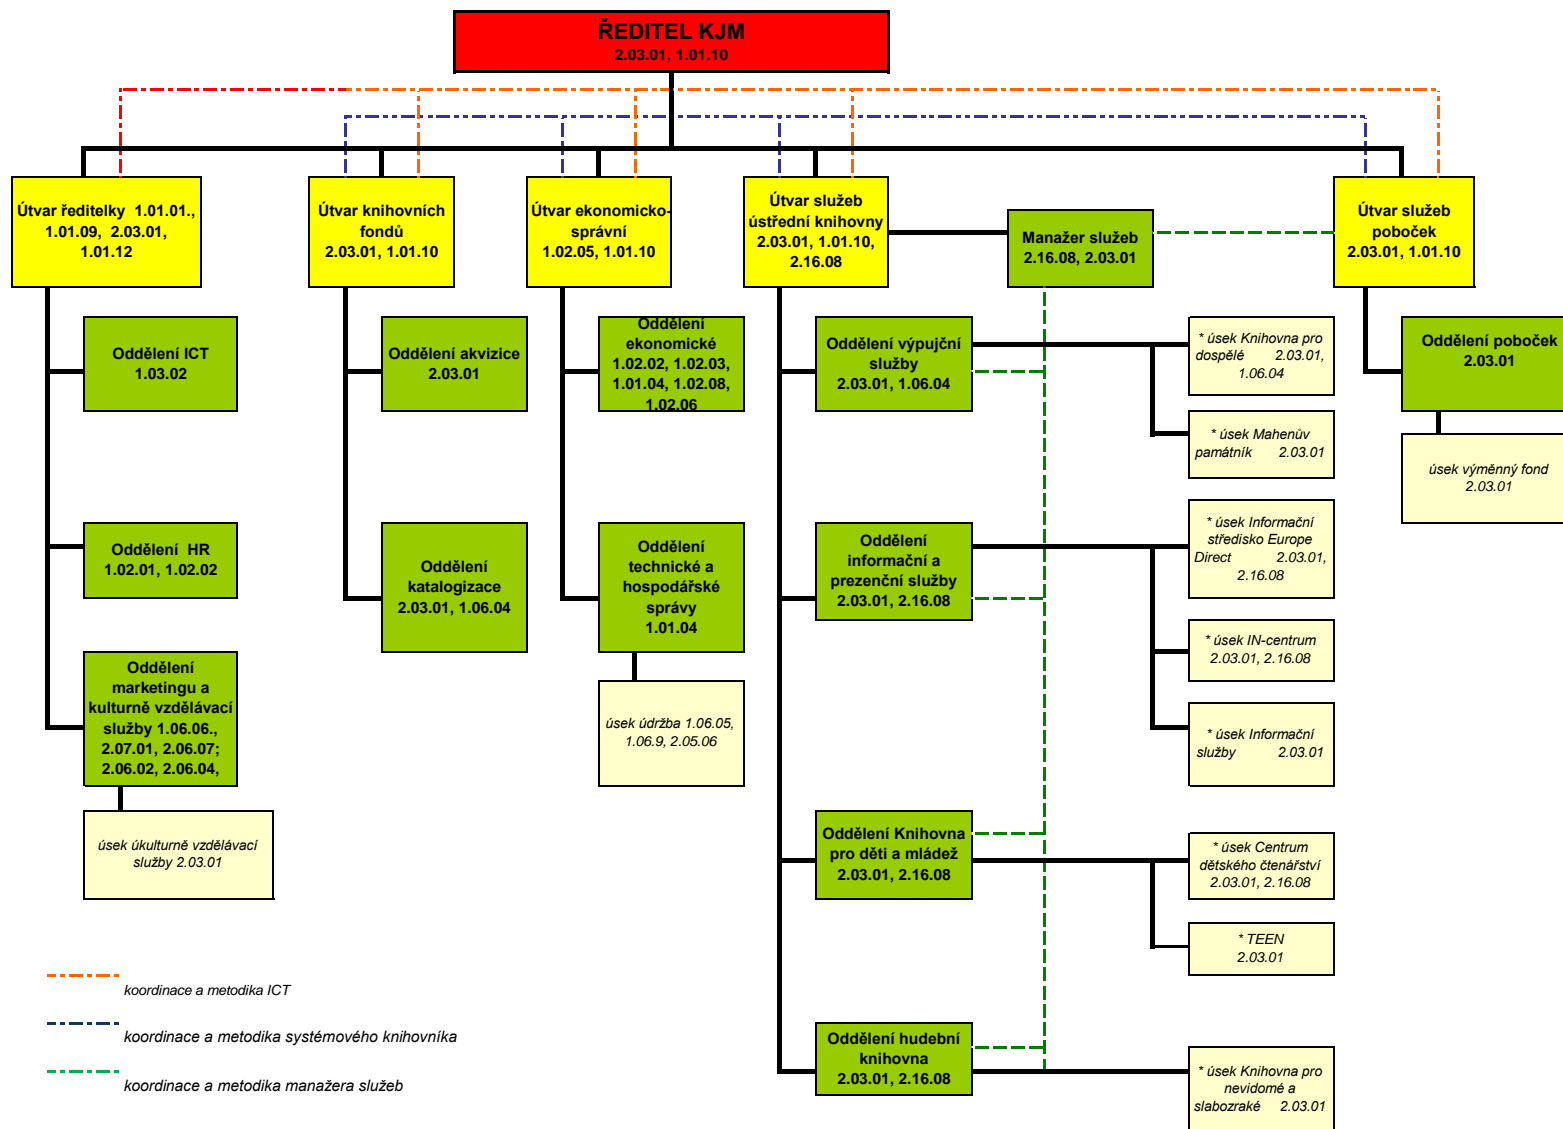 ŘEDITEL KJM
2.03.01, 1.01.10
Útvar ředitelky 1.01.01.,
1.01.09, 2.03.01,
1.01.12
Útvar knihovních
fondů
2.03.01, 1.01.10
Útvar ekonomicko-
správní
1.02.05, 1.01.10
Útvar služeb
ústřední knihovny
2.03.01, 1.01.10,
2.16.08
Manažer služeb
2.16.08, 2.03.01
Útvar služeb
poboček
2.03.01, 1.01.10
Oddělení ICT
1.03.02
Oddělení akvizice
2.03.01
Oddělení
ekonomické
1.02.02, 1.02.03,
1.01.04, 1.02.08,
1.02.06
Oddělení výpujční
služby
2.03.01, 1.06.04
* úsek Knihovna pro
dospělé 2.03.01,
1.06.04
Oddělení poboček
2.03.01
* úsek Mahenův
památník 2.03.01
úsek výměnný fond
2.03.01
Oddělení HR
1.02.01, 1.02.02
Oddělení
katalogizace
2.03.01, 1.06.04
Oddělení
technické a
hospodářské
správy
1.01.04
Oddělení
informační a
prezenční služby
2.03.01, 2.16.08
* úsek Informační
středisko Europe
Direct 2.03.01,
2.16.08
* úsek IN-centrum
2.03.01, 2.16.08
Oddělení
marketingu a
kulturně vzdělávací
služby 1.06.06.,
2.07.01, 2.06.07;
2.06.02, 2.06.04,
úsek údržba 1.06.05,
1.06.9, 2.05.06
* úsek Informační
služby 2.03.01
úsek úkulturně vzdělávací
služby 2.03.01
Oddělení Knihovna
pro děti a mládež
2.03.01, 2.16.08
* úsek Centrum
dětského čtenářství
2.03.01, 2.16.08
* TEEN
2.03.01
koordinace a metodika ICT
koordinace a metodika systémového knihovníka
koordinace a metodika manažera služeb
Oddělení hudební
knihovna
2.03.01, 2.16.08
* úsek Knihovna pro
nevidomé a
slabozraké 2.03.01